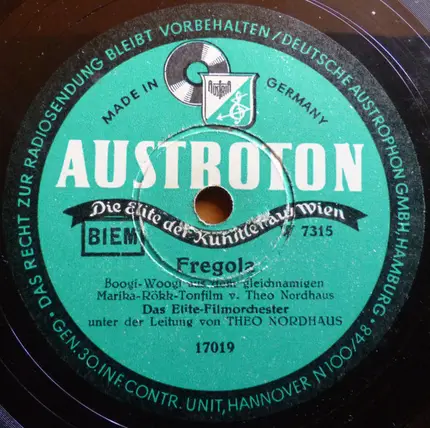 DAS RECHT ZUR RADIOSENDUNG BLEIBT VORBEHALTEN / DEUTSCHE AUSTROPHON GMBH·HAMBURG
MADE IN GERMANY
AUSTROTON
Die Elite der Künstler aus Wien
BIEM
7315
Fregola
Boogi-Woogi aus dem gleichnamigen
Marika-Rökk-Tonfilm v. Theo Nordhaus
Das Elite-Filmorchester
unter der Leitung von THEO NORDHAUS
17019
GEN. 30. INF. CONTR. UNIT, HANNOVER N 100/48